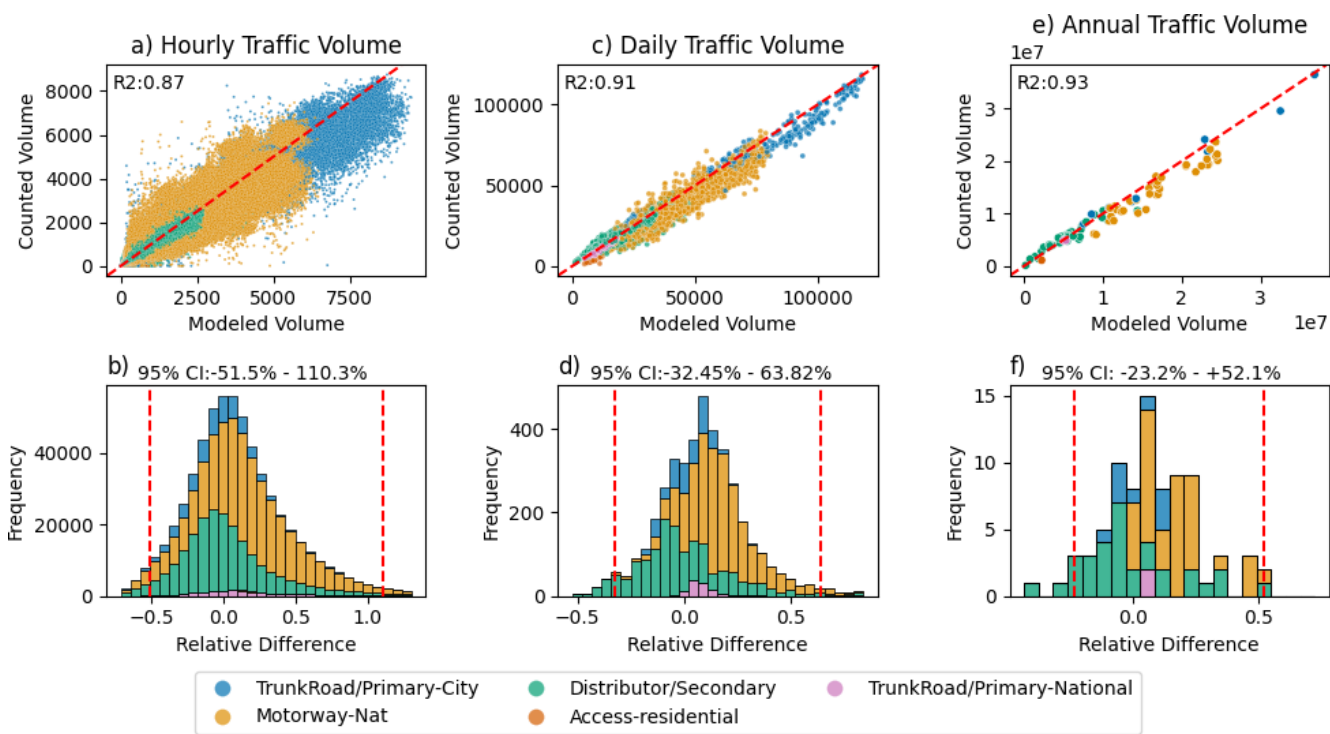 a) Hourly Traffic Volume
c) Daily Traffic Volume
e) Annual Traffic Volume
1e7
R2:0.87
R2:0.91
R2:0.93
Counted Volume
8000
6000
4000
2000
0
0
2500
5000
7500
Modeled Volume
Counted Volume
100000
50000
0
0
50000
100000
Modeled Volume
Counted Volume
3
2
1
0
0
1
2
3
Modeled Volume
1e7
b)
95% CI:-51.5% - 110.3%
d)
95% CI:-32.45% - 63.82%
f)
95% CI: -23.2% - +52.1%
Frequency
40000
20000
0
−0.5
0.0
0.5
1.0
Relative Difference
Frequency
400
200
0
−0.5
0.0
0.5
Relative Difference
Frequency
15
10
5
0
0.0
0.5
Relative Difference
TrunkRoad/Primary-City
Distributor/Secondary
TrunkRoad/Primary-National
Motorway-Nat
Access-residential